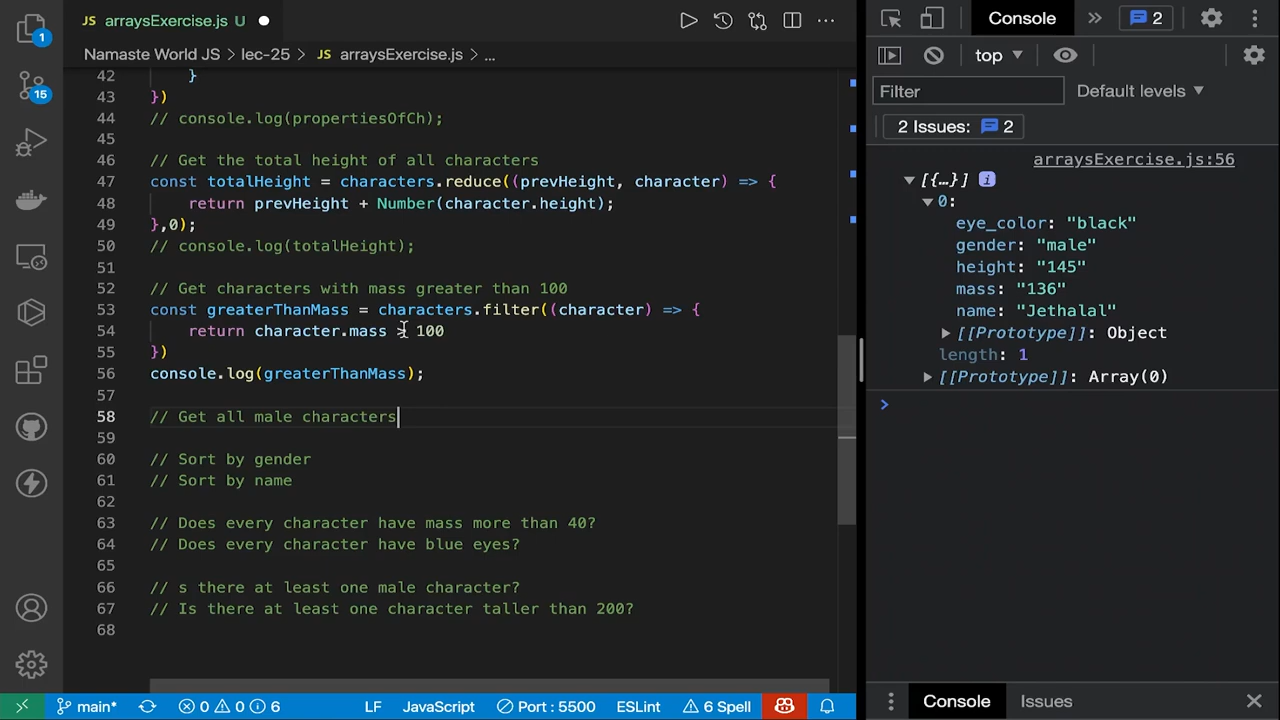 arraysExercise.js U
Namaste World JS > lec-25 > JS arraysExercise.js > ...
42 }
43 })
44 // console.log(propertiesOfCh);
45
46 // Get the total height of all characters
47 const totalHeight = characters.reduce((prevHeight, character) => {
48 return prevHeight + Number(character.height);
49 },0);
50 // console.log(totalHeight);
51
52 // Get characters with mass greater than 100
53 const greaterThanMass = characters.filter((character) => {
54 return character.mass > 100
55 })
56 console.log(greaterThanMass);
57
58 // Get all male characters
59
60 // Sort by gender
61 // Sort by name
62
63 // Does every character have mass more than 40?
64 // Does every character have blue eyes?
65
66 // s there at least one male character?
67 // Is there at least one character taller than 200?
68
1
15
main* 0 0 6 LF JavaScript Port : 5500 ESLint 6 Spell
Console 2
top
Filter Default levels
2 Issues: 2
arraysExercise.js:56
[{…}]
0:
eye_color: "black"
gender: "male"
height: "145"
mass: "136"
name: "Jethalal"
[[Prototype]]: Object
length: 1
[[Prototype]]: Array(0)
Console Issues